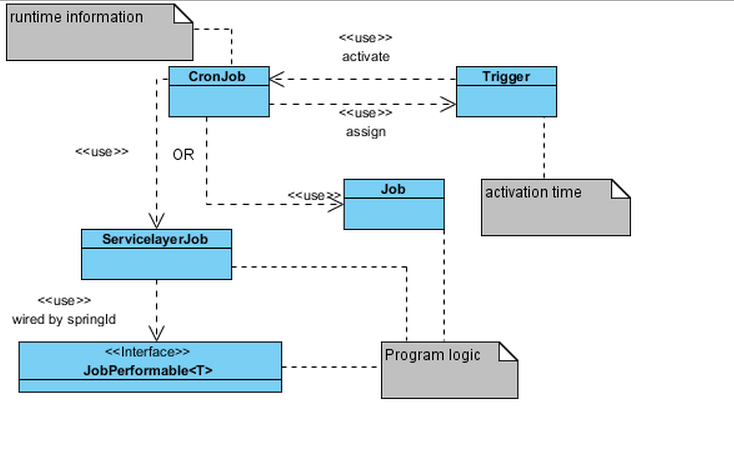 runtime information
<<use>>
activate
CronJob
Trigger
<<use>>
assign
<<use>>
OR
activation time
<<use>>
Job
ServicelayerJob
<<use>>
wired by springId
<<Interface>>
JobPerformable<T>
Program logic